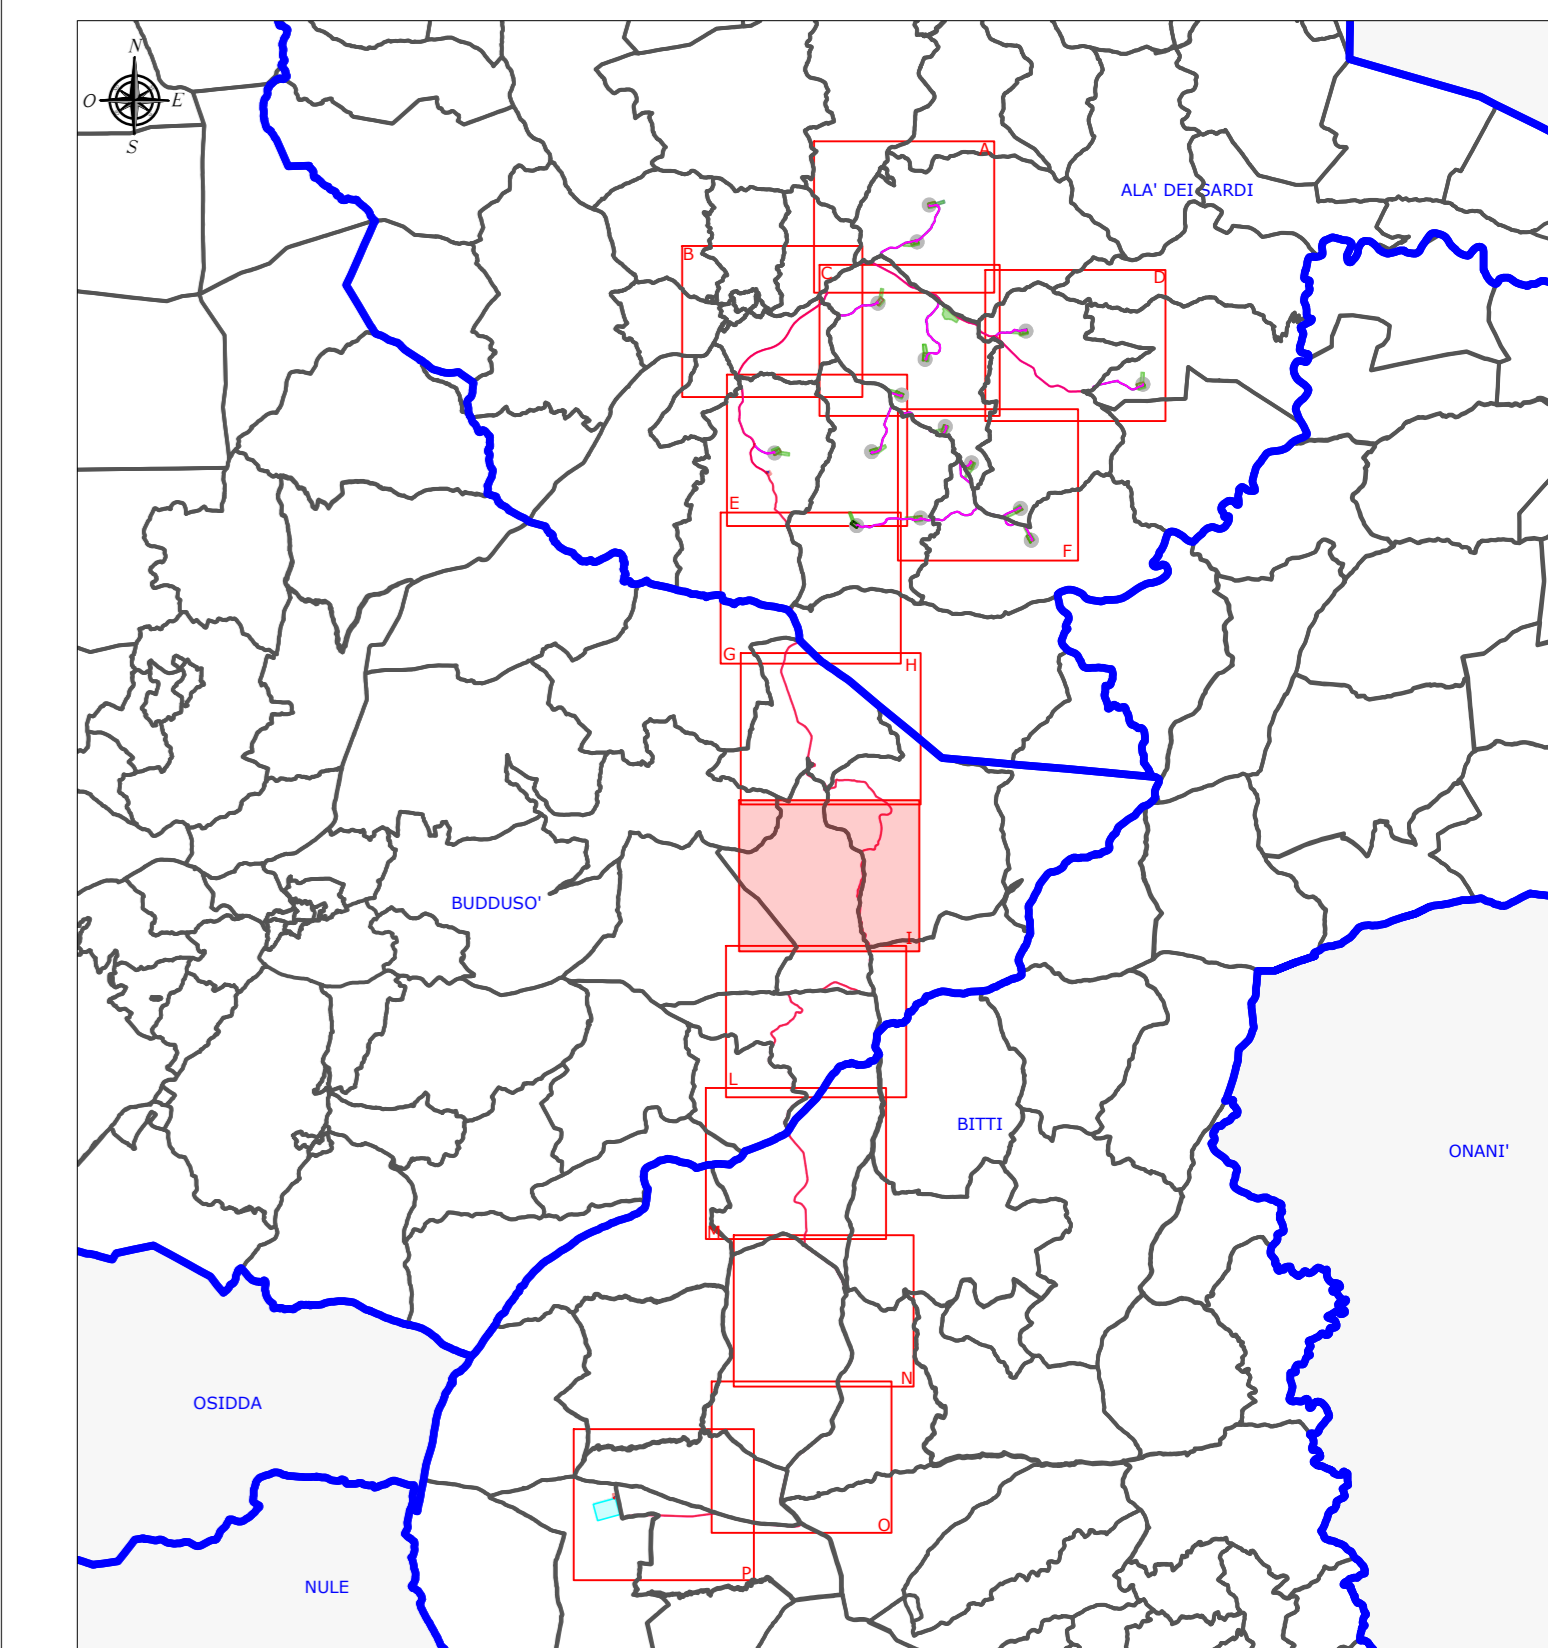 N
O E
S
A
ALA' DEI SARDI
B
C
D
E
F
G
H
BUDDUSO'
I
L
BITTI
ONANI'
M
N
OSIDDA
O
P
NULE